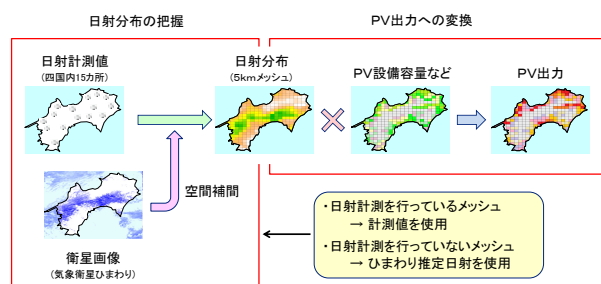 日射分布の把握
PV出力への変換
日射計測値
(四国内15カ所)
日射分布
(5kmメッシュ)
PV設備容量など
PV出力
空間補間
衛星画像
(気象衛星ひまわり)
・日射計測を行っているメッシュ
→ 計測値を使用
・日射計測を行っていないメッシュ
→ ひまわり推定日射を使用